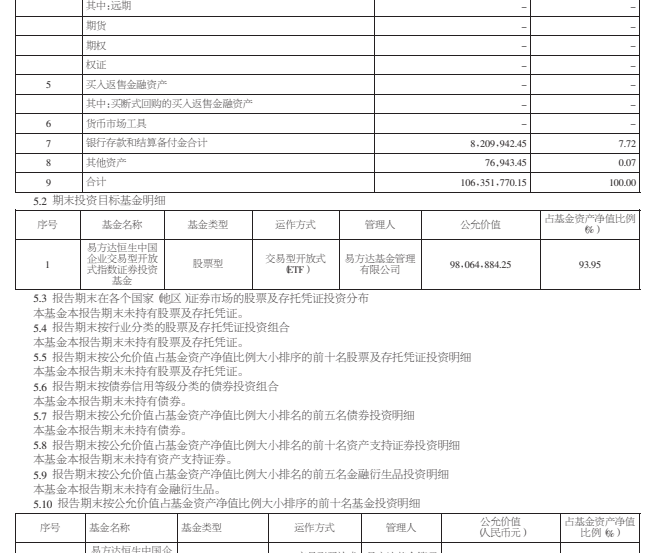 其中:远期 – –
期货 – –
期权 – –
权证 – –
5 买入返售金融资产 – –
其中:买断式回购的买入返售金融资产 – –
6 货币市场工具 – –
7 银行存款和结算备付金合计 8,209,942.45 7.72
8 其他资产 76,943.45 0.07
9 合计 106,351,770.15 100.00
5.2 期末投资目标基金明细
序号 基金名称 基金类型 运作方式 管理人 公允价值 占基金资产净值比例
(%)
1 易方达恒生中国
企业交易型开放
式指数证券投资
基金 股票型 交易型开放式
(ETF) 易方达基金管理
有限公司 98,064,884.25 93.95
5.3 报告期末在各个国家(地区)证券市场的股票及存托凭证投资分布
本基金本报告期末未持有股票及存托凭证。
5.4 报告期末按行业分类的股票及存托凭证投资组合
本基金本报告期末未持有股票及存托凭证。
5.5 报告期末按公允价值占基金资产净值比例大小排序的前十名股票及存托凭证投资明细
本基金本报告期末未持有股票及存托凭证。
5.6 报告期末按债券信用等级分类的债券投资组合
本基金本报告期末未持有债券。
5.7 报告期末按公允价值占基金资产净值比例大小排名的前五名债券投资明细
本基金本报告期末未持有债券。
5.8 报告期末按公允价值占基金资产净值比例大小排名的前十名资产支持证券投资明细
本基金本报告期末未持有资产支持证券。
5.9 报告期末按公允价值占基金资产净值比例大小排名的前五名金融衍生品投资明细
本基金本报告期末未持有金融衍生品。
5.10 报告期末按公允价值占基金资产净值比例大小排序的前十名基金投资明细
序号 基金名称 基金类型 运作方式 管理人 公允价值
(人民币元) 占基金资产净值
比例(%)
易方达恒生中国企